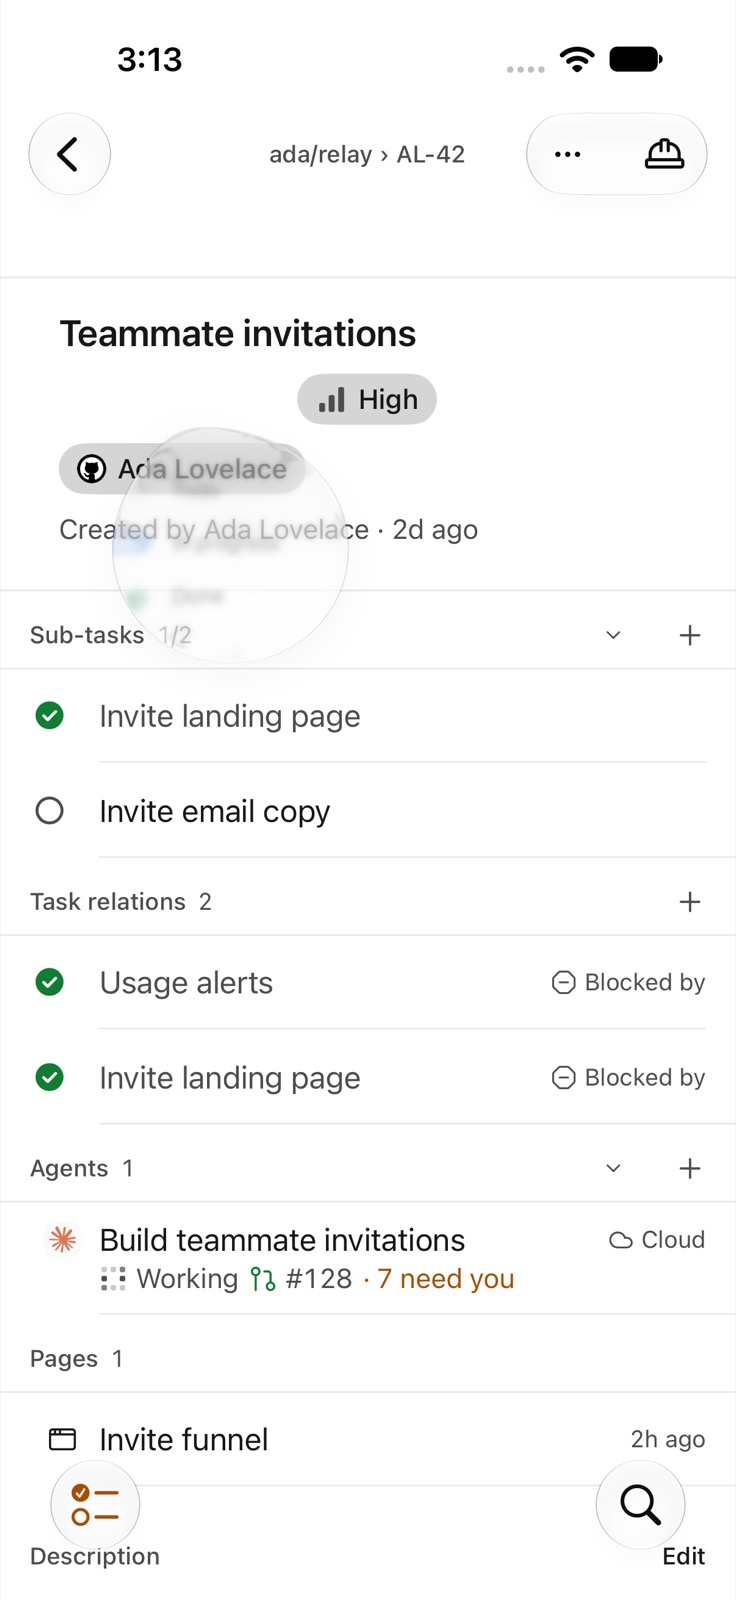 3:13
ada/relay › AL-42
Teammate invitations
High
Ada Lovelace
Created by Ada Lovelace · 2d ago
Done
Sub-tasks 1/2
Invite landing page
Invite email copy
Task relations 2
Usage alerts Blocked by
Invite landing page Blocked by
Agents 1
Build teammate invitations Cloud
Working #128 · 7 need you
Pages 1
Invite funnel 2h ago
Description Edit